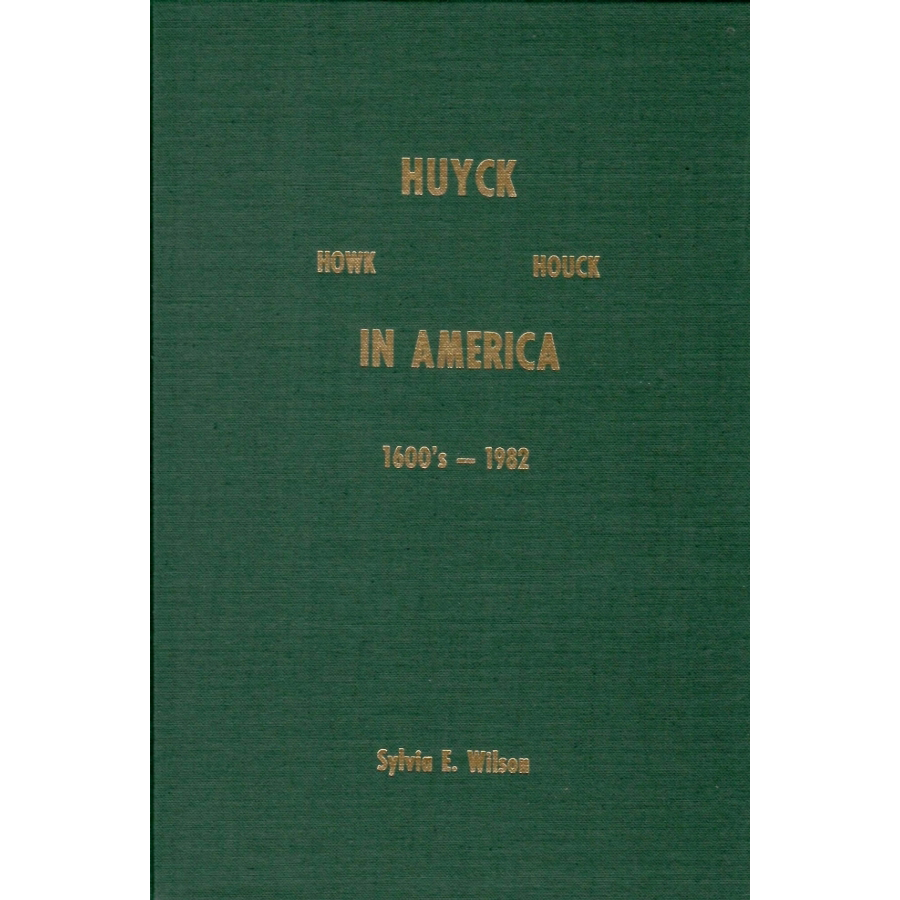 HUYCK
HOWK HOUCK
IN AMERICA
1600's — 1982
Sylvia E. Wilson